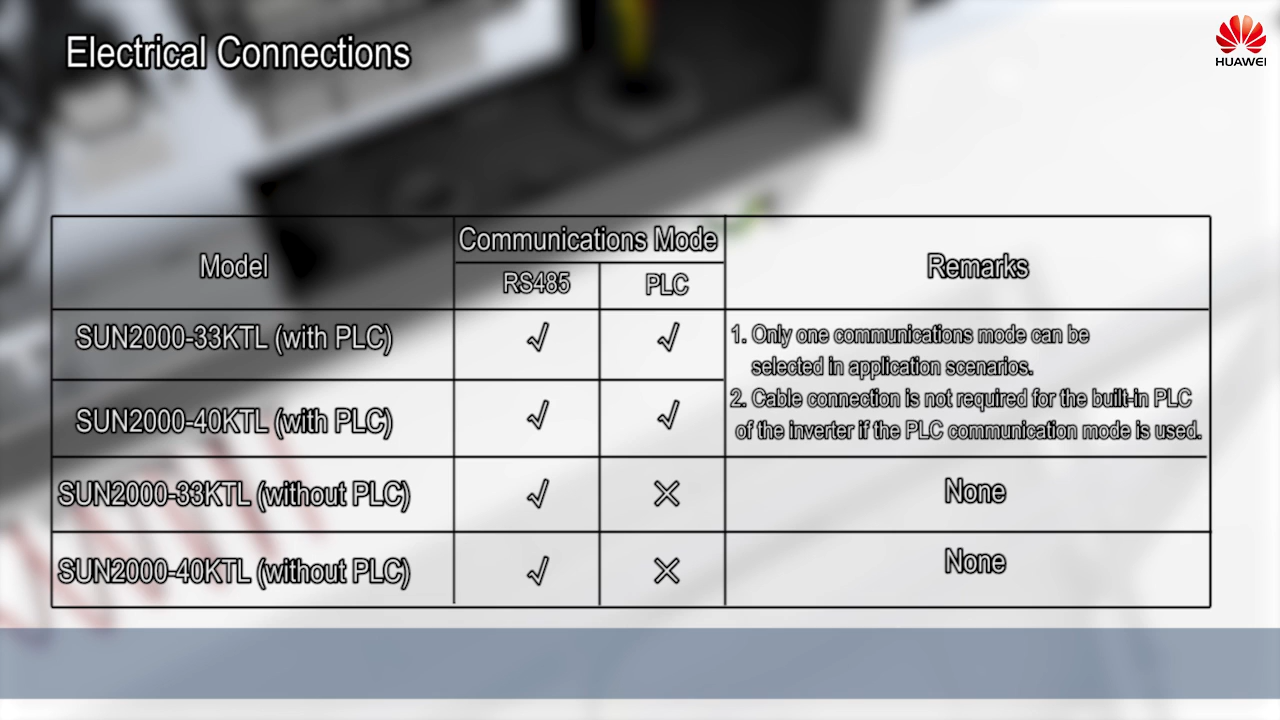 Electrical Connections
HUAWEI
Model
Communications Mode
RS485
PLC
Remarks
SUN2000-33KTL (with PLC)
√
√
1. Only one communications mode can be
selected in application scenarios.
2. Cable connection is not required for the built-in PLC
of the inverter if the PLC communication mode is used.
SUN2000-40KTL (with PLC)
√
√
SUN2000-33KTL (without PLC)
√
×
None
SUN2000-40KTL (without PLC)
√
×
None